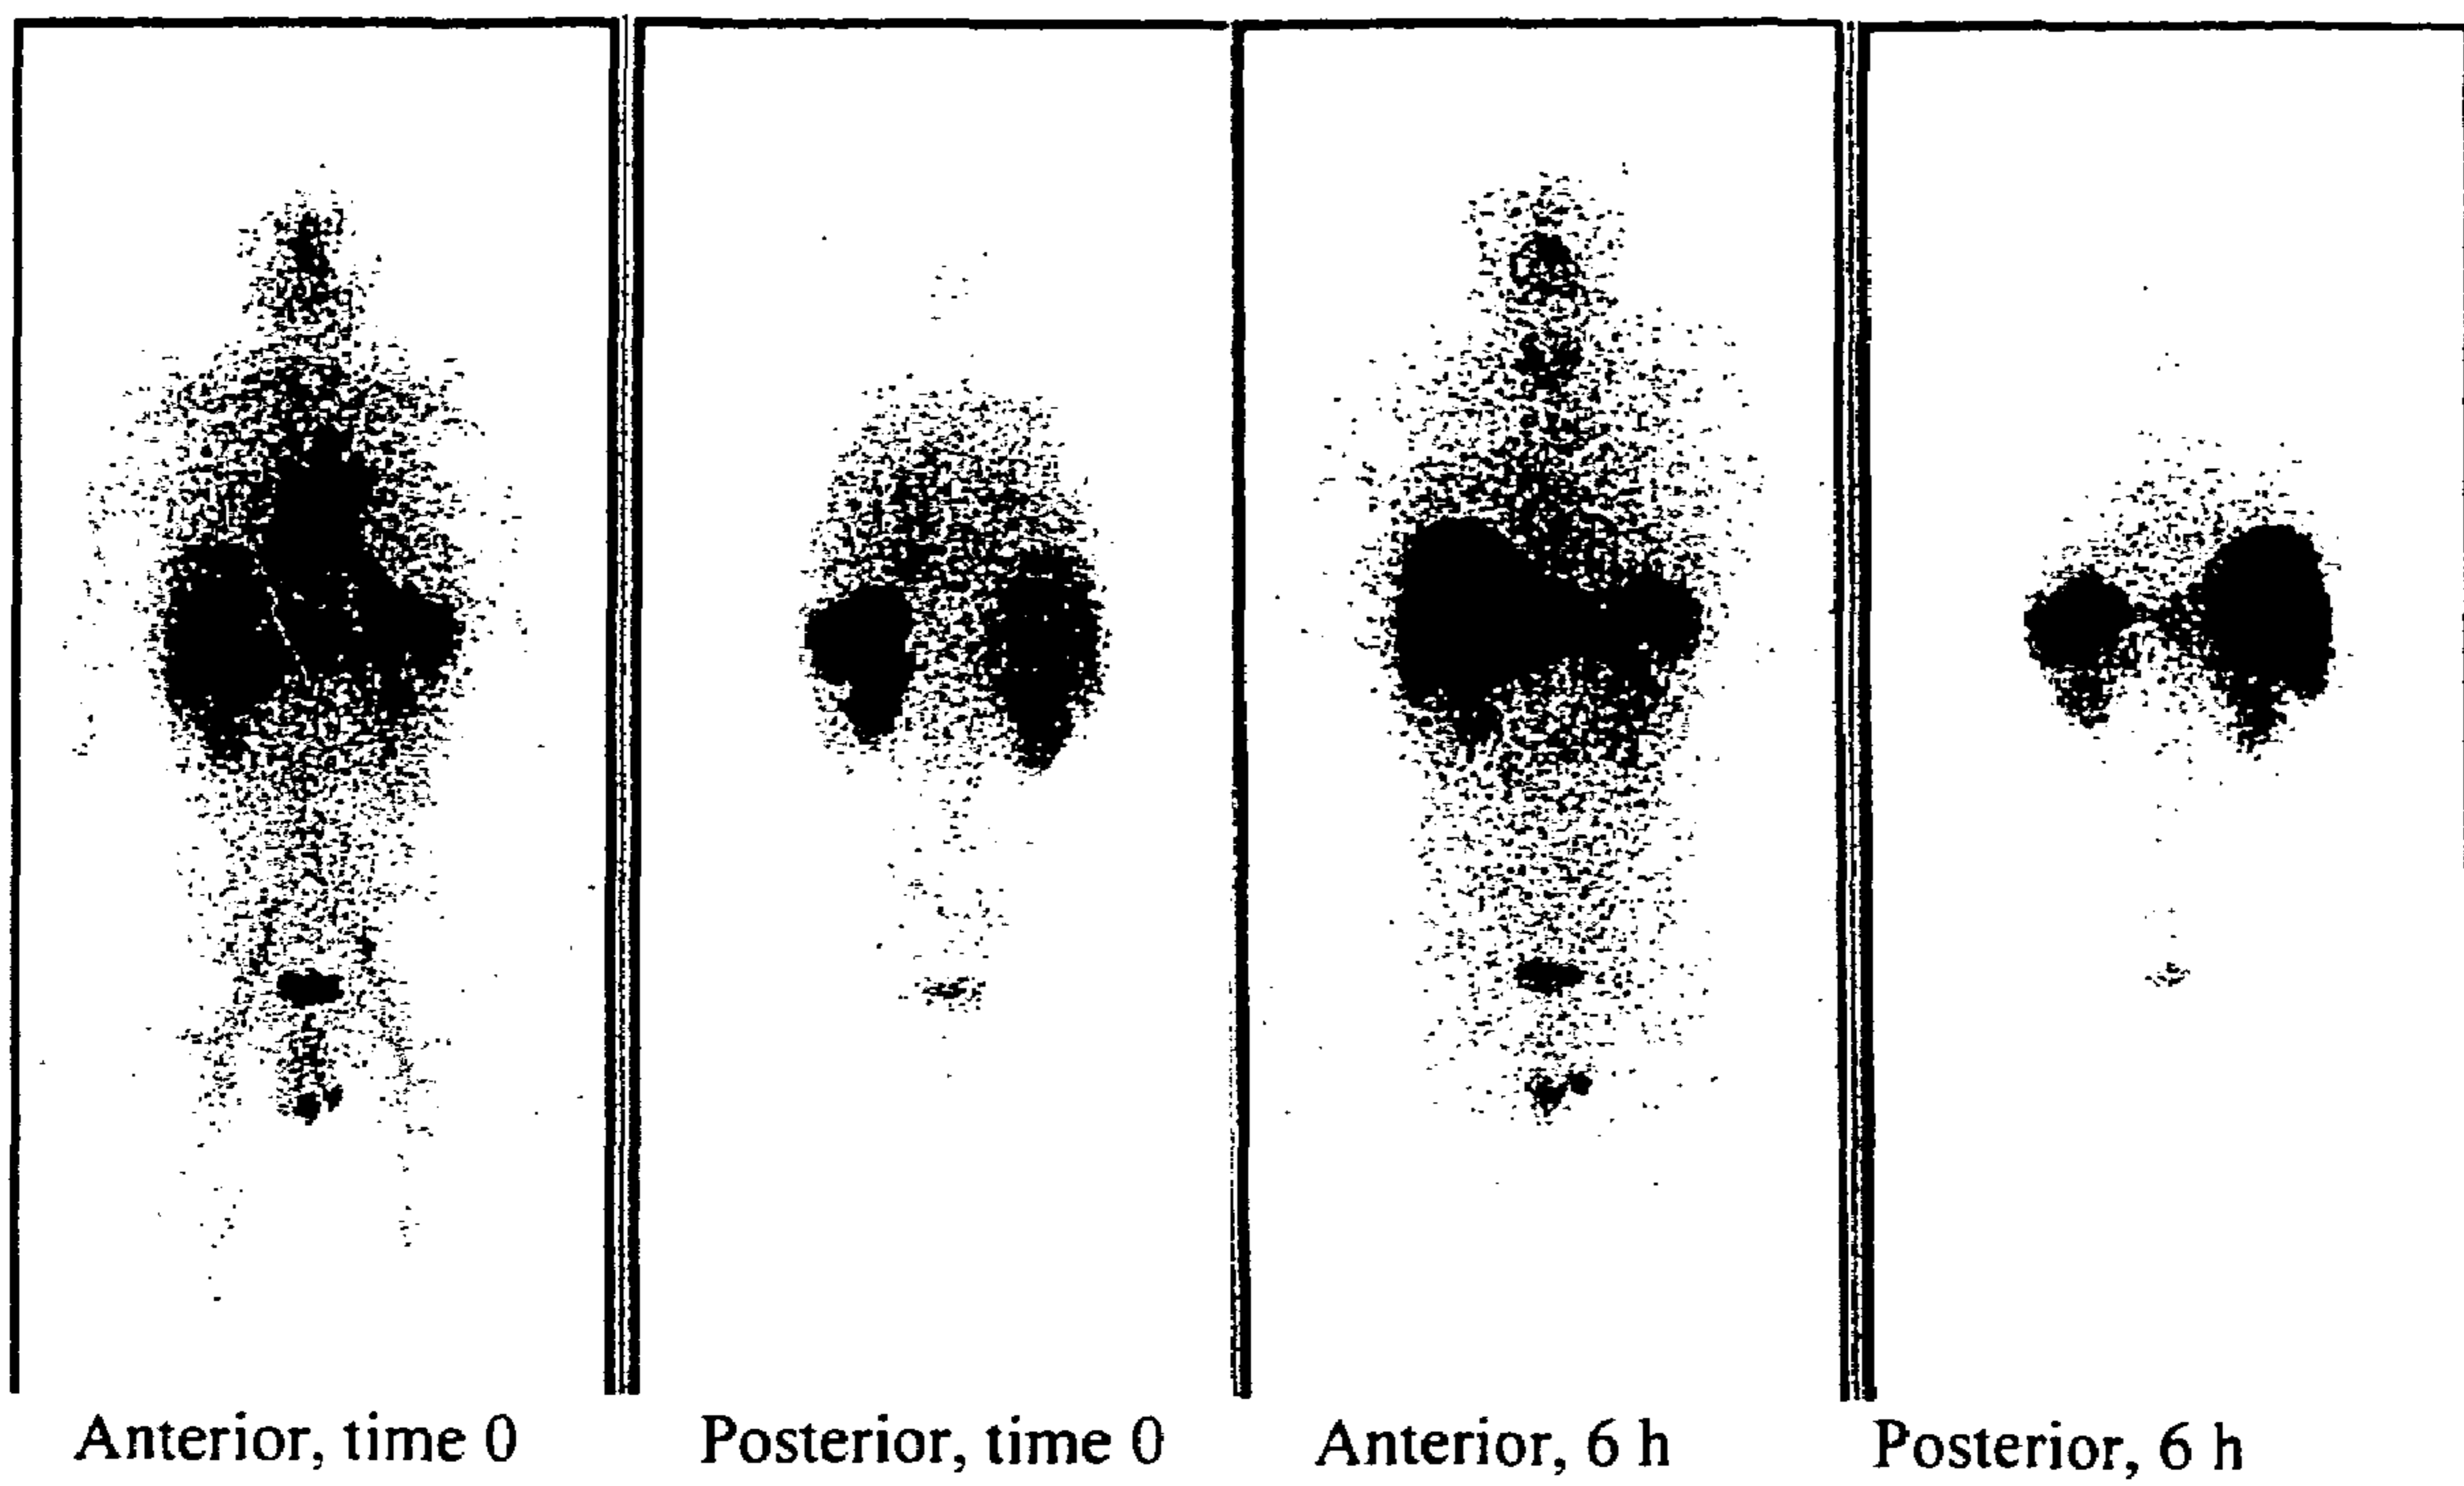 Anterior, time 0
Posterior, time 0
Anterior, 6 h
Posterior, 6 h